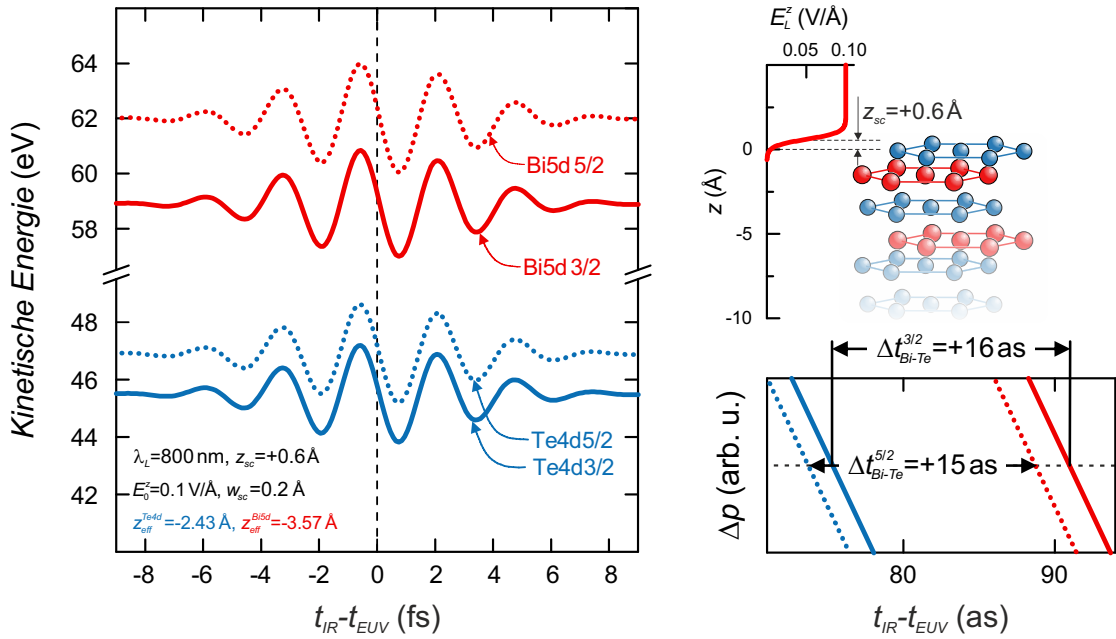 Kinetische Energie (eV)
64
62
60
58
48
46
44
42
Bi5d 5/2
Bi5d 3/2
Te4d5/2
Te4d3/2
λ_L=800 nm, z_sc=+0.6 Å
E_0^z=0.1 V/Å, w_sc=0.2 Å
z_eff^Te4d=-2.43 Å, z_eff^Bi5d=-3.57 Å
-8 -6 -4 -2 0 2 4 6 8
t_IR-t_EUV (fs)
E_L^z (V/Å)
0.05 0.10
z_sc=+0.6 Å
z (Å)
0
-5
-10
Δt_Bi-Te^3/2=+16 as
Δt_Bi-Te^5/2=+15 as
Δp (arb. u.)
80 90
t_IR-t_EUV (as)